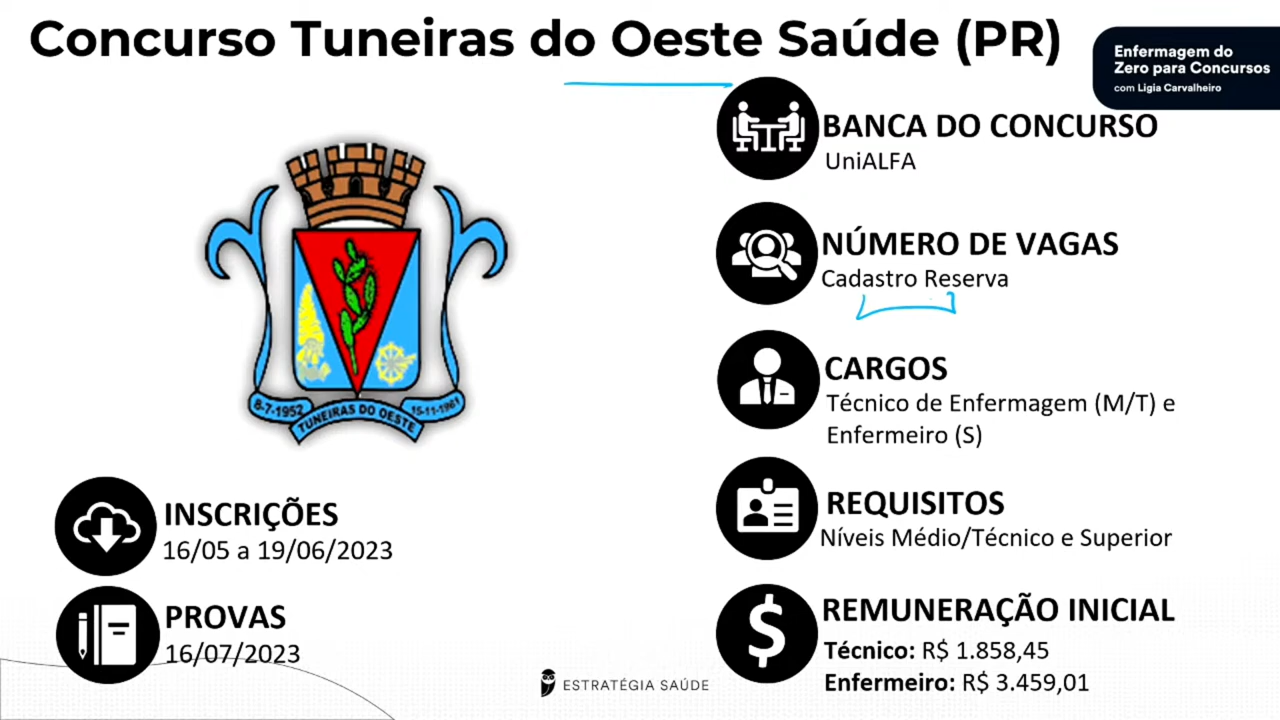 Concurso Tuneiras do Oeste Saúde (PR)
Enfermagem do
Zero para Concursos
com Ligia Carvalheiro
BANCA DO CONCURSO
UniALFA
NÚMERO DE VAGAS
Cadastro Reserva
CARGOS
Técnico de Enfermagem (M/T) e
Enfermeiro (S)
REQUISITOS
Níveis Médio/Técnico e Superior
REMUNERAÇÃO INICIAL
Técnico: R$ 1.858,45
Enfermeiro: R$ 3.459,01
8-7-1952
TUNEIRAS DO OESTE
15-11-1961
INSCRIÇÕES
16/05 a 19/06/2023
PROVAS
16/07/2023
ESTRATÉGIA SAÚDE